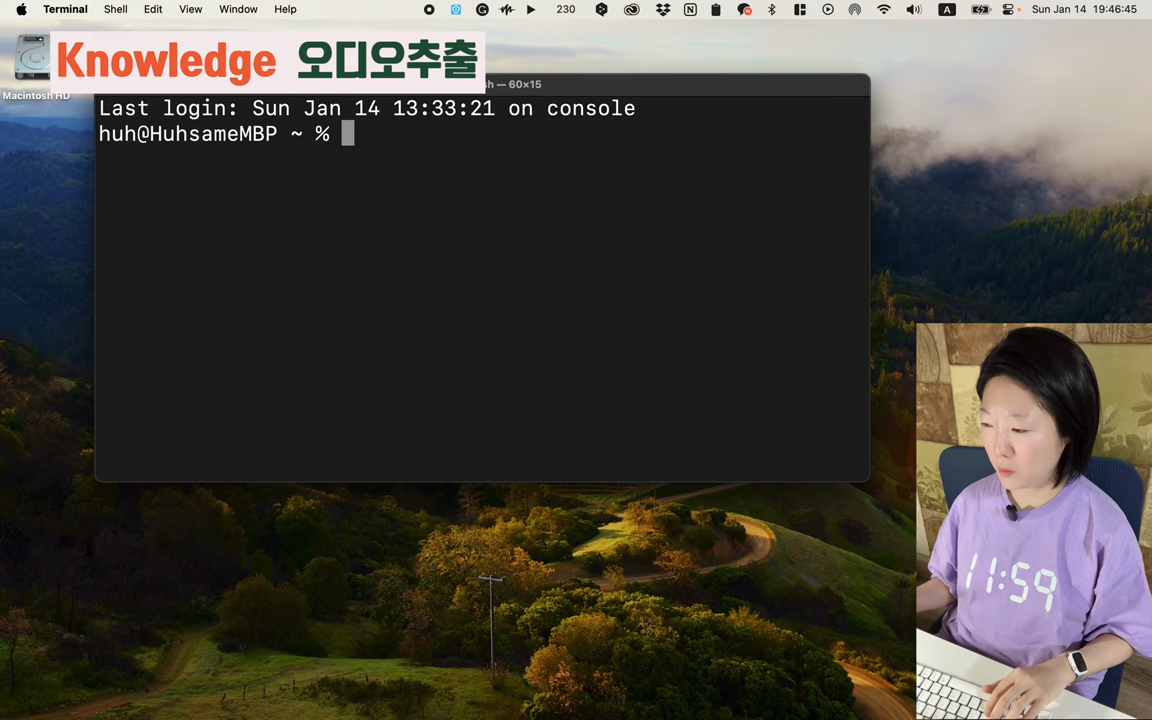 Terminal Shell Edit View Window Help 230 A Sun Jan 14 19:46:45
Knowledge 오디오추출
Macintosh HD
sh — 60×15
Last login: Sun Jan 14 13:33:21 on console
huh@HuhsameMBP ~ %
11:59